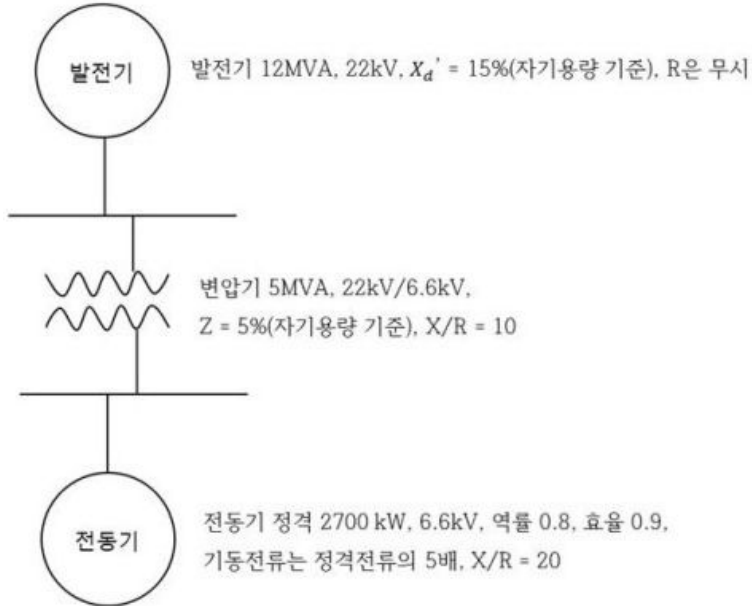 발전기
발전기 12MVA, 22kV, X_d' = 15%(자기용량 기준), R은 무시
변압기 5MVA, 22kV/6.6kV,
Z = 5%(자기용량 기준), X/R = 10
전동기
전동기 정격 2700 kW, 6.6kV, 역률 0.8, 효율 0.9,
기동전류는 정격전류의 5배, X/R = 20